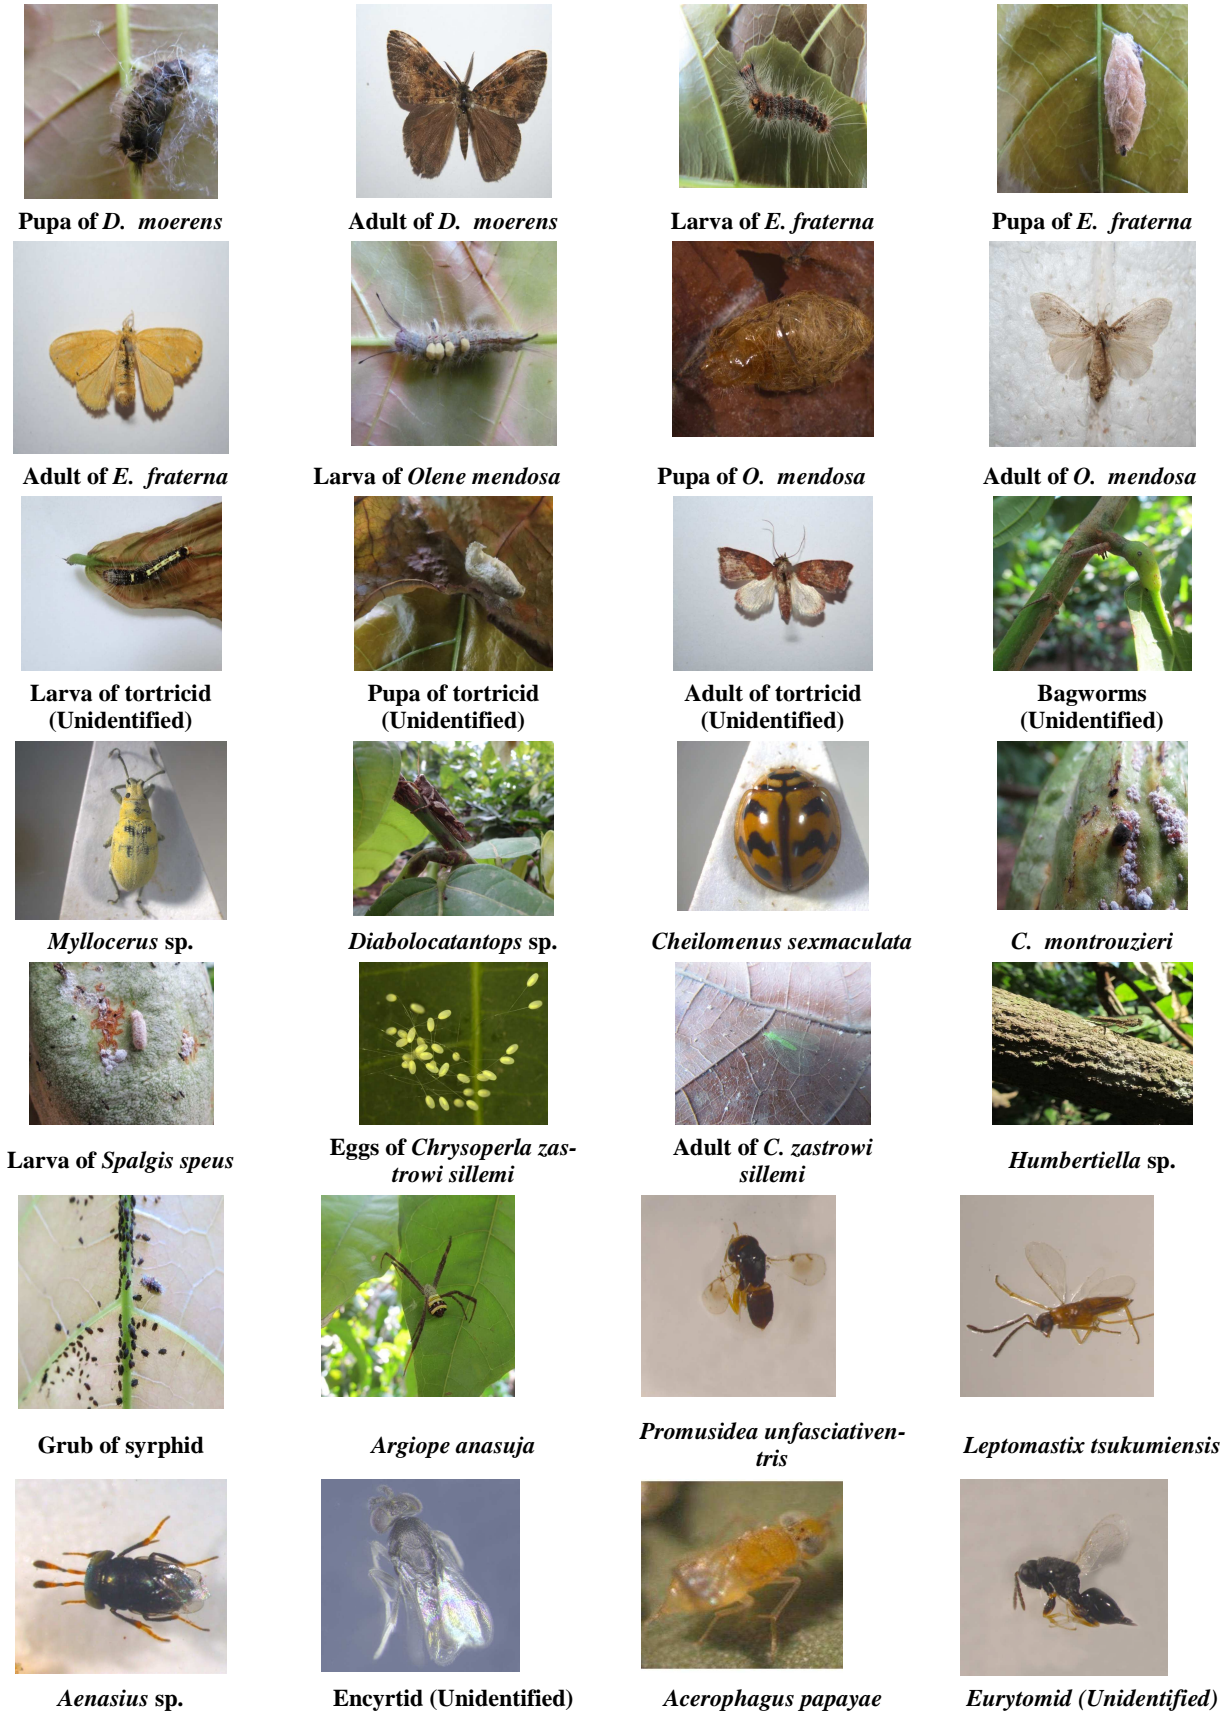 Pupa of D. moerens
Adult of D. moerens
Larva of E. fraterna
Pupa of E. fraterna
Adult of E. fraterna
Larva of Olene mendosa
Pupa of O. mendosa
Adult of O. mendosa
Larva of tortricid
(Unidentified)
Pupa of tortricid
(Unidentified)
Adult of tortricid
(Unidentified)
Bagworms
(Unidentified)
Myllocerus sp.
Diabolocatantops sp.
Cheilomenus sexmaculata
C. montrouzieri
Larva of Spalgis speus
Eggs of Chrysoperla zas-
trowi sillemi
Adult of C. zastrowi
sillemi
Humbertiella sp.
Grub of syrphid
Argiope anasuja
Promusidea unfasciativen-
tris
Leptomastix tsukumiensis
Aenasius sp.
Encyrtid (Unidentified)
Acerophagus papayae
Eurytomid (Unidentified)